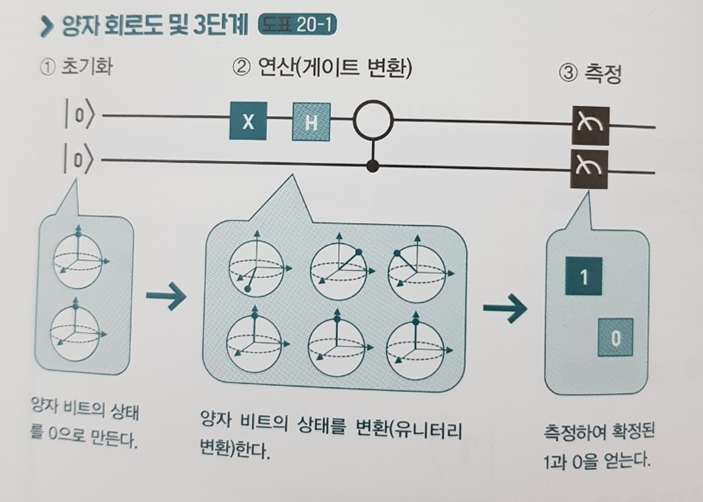 양자 회로도 및 3단계 도표 20-1
① 초기화
② 연산(게이트 변환)
③ 측정
|0⟩
X
H
|0⟩
1
0
양자 비트의 상태
를 0으로 만든다.
양자 비트의 상태를 변환(유니터리
변환)한다.
측정하여 확정된
1과 0을 얻는다.